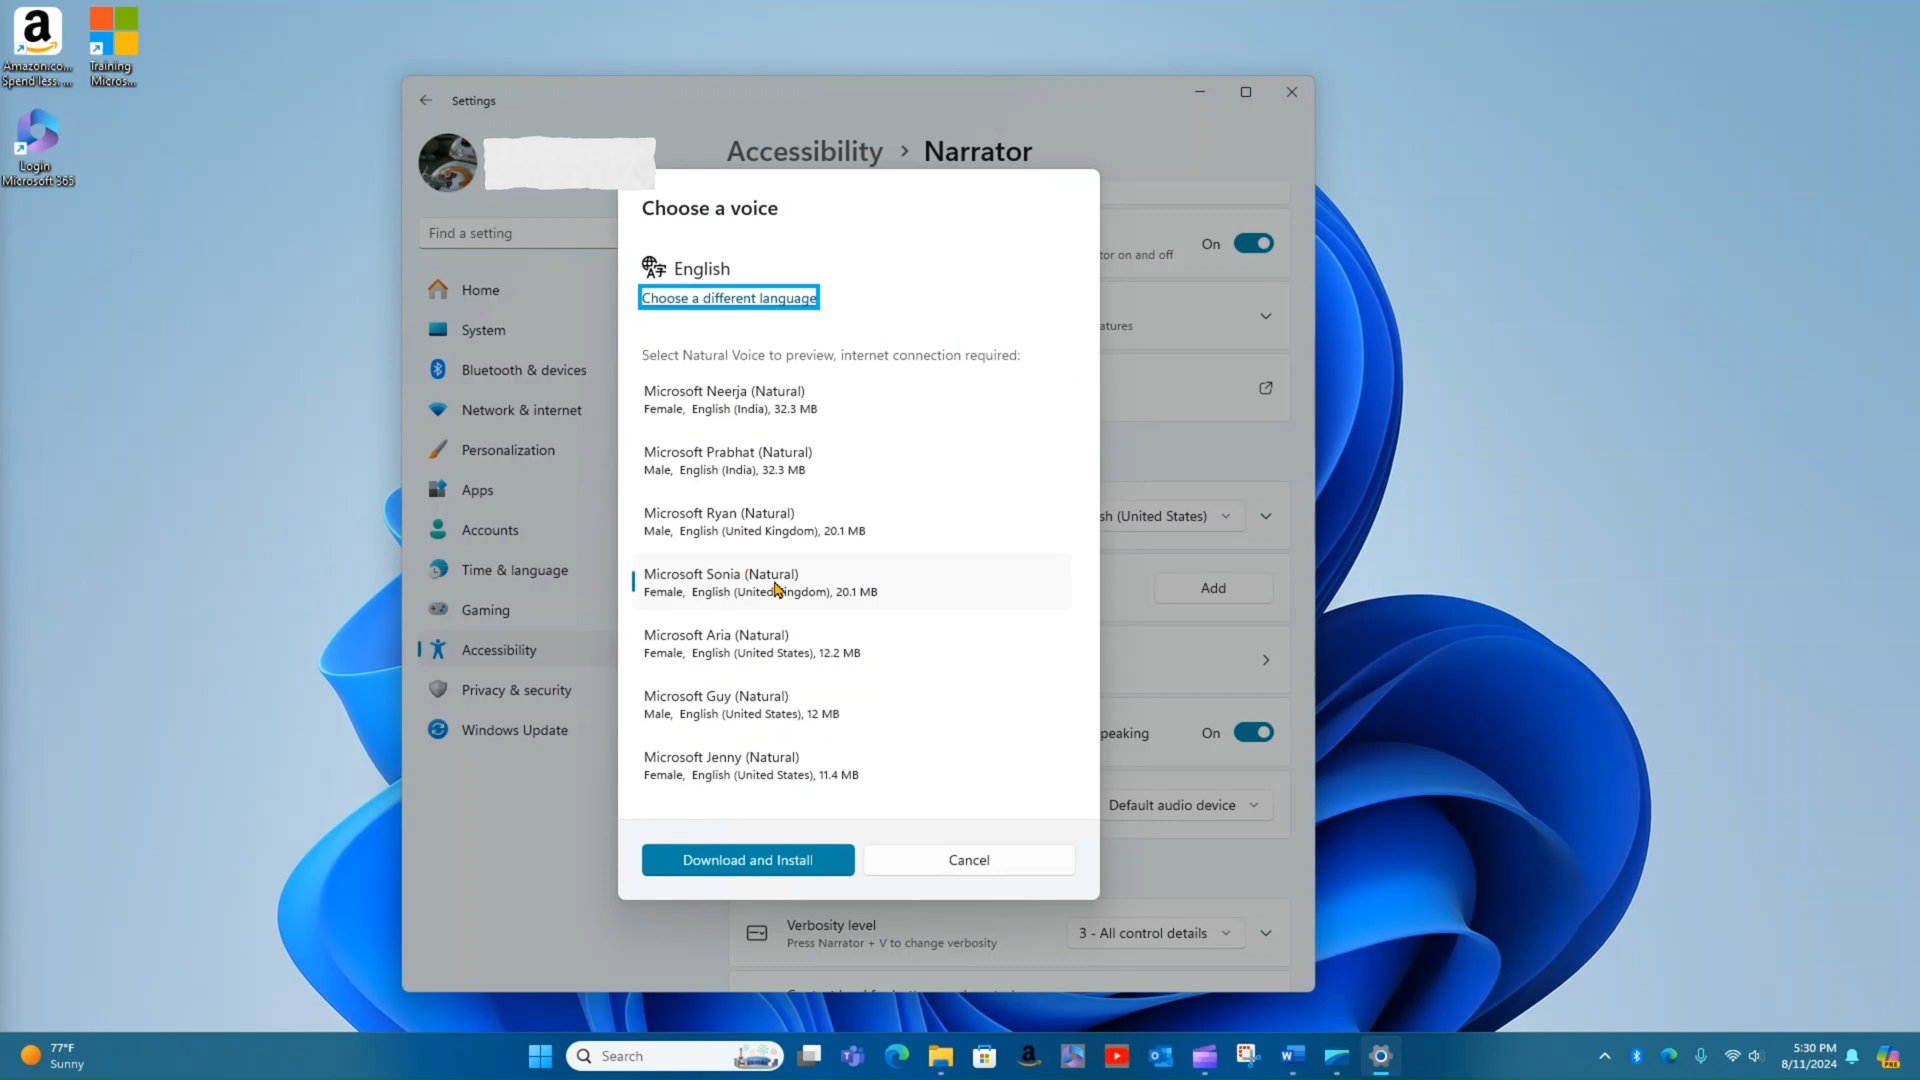 Amazon.co...
Spend less. ...
Training
Micros...
Login
Microsoft 365
Settings
Find a setting
Home
System
Bluetooth & devices
Network & internet
Personalization
Apps
Accounts
Time & language
Gaming
Accessibility
Privacy & security
Windows Update
Accessibility > Narrator
On
tor on and off
atures
sh (United States)
Add
peaking
On
Default audio device
Choose a voice
English
Choose a different language
Select Natural Voice to preview, internet connection required:
Microsoft Neerja (Natural)
Female, English (India), 32.3 MB
Microsoft Prabhat (Natural)
Male, English (India), 32.3 MB
Microsoft Ryan (Natural)
Male, English (United Kingdom), 20.1 MB
Microsoft Sonia (Natural)
Female, English (United Kingdom), 20.1 MB
Microsoft Aria (Natural)
Female, English (United States), 12.2 MB
Microsoft Guy (Natural)
Male, English (United States), 12 MB
Microsoft Jenny (Natural)
Female, English (United States), 11.4 MB
Download and Install
Cancel
Verbosity level
Press Narrator + V to change verbosity
3 - All control details
77°F
Sunny
Search
5:30 PM
8/11/2024